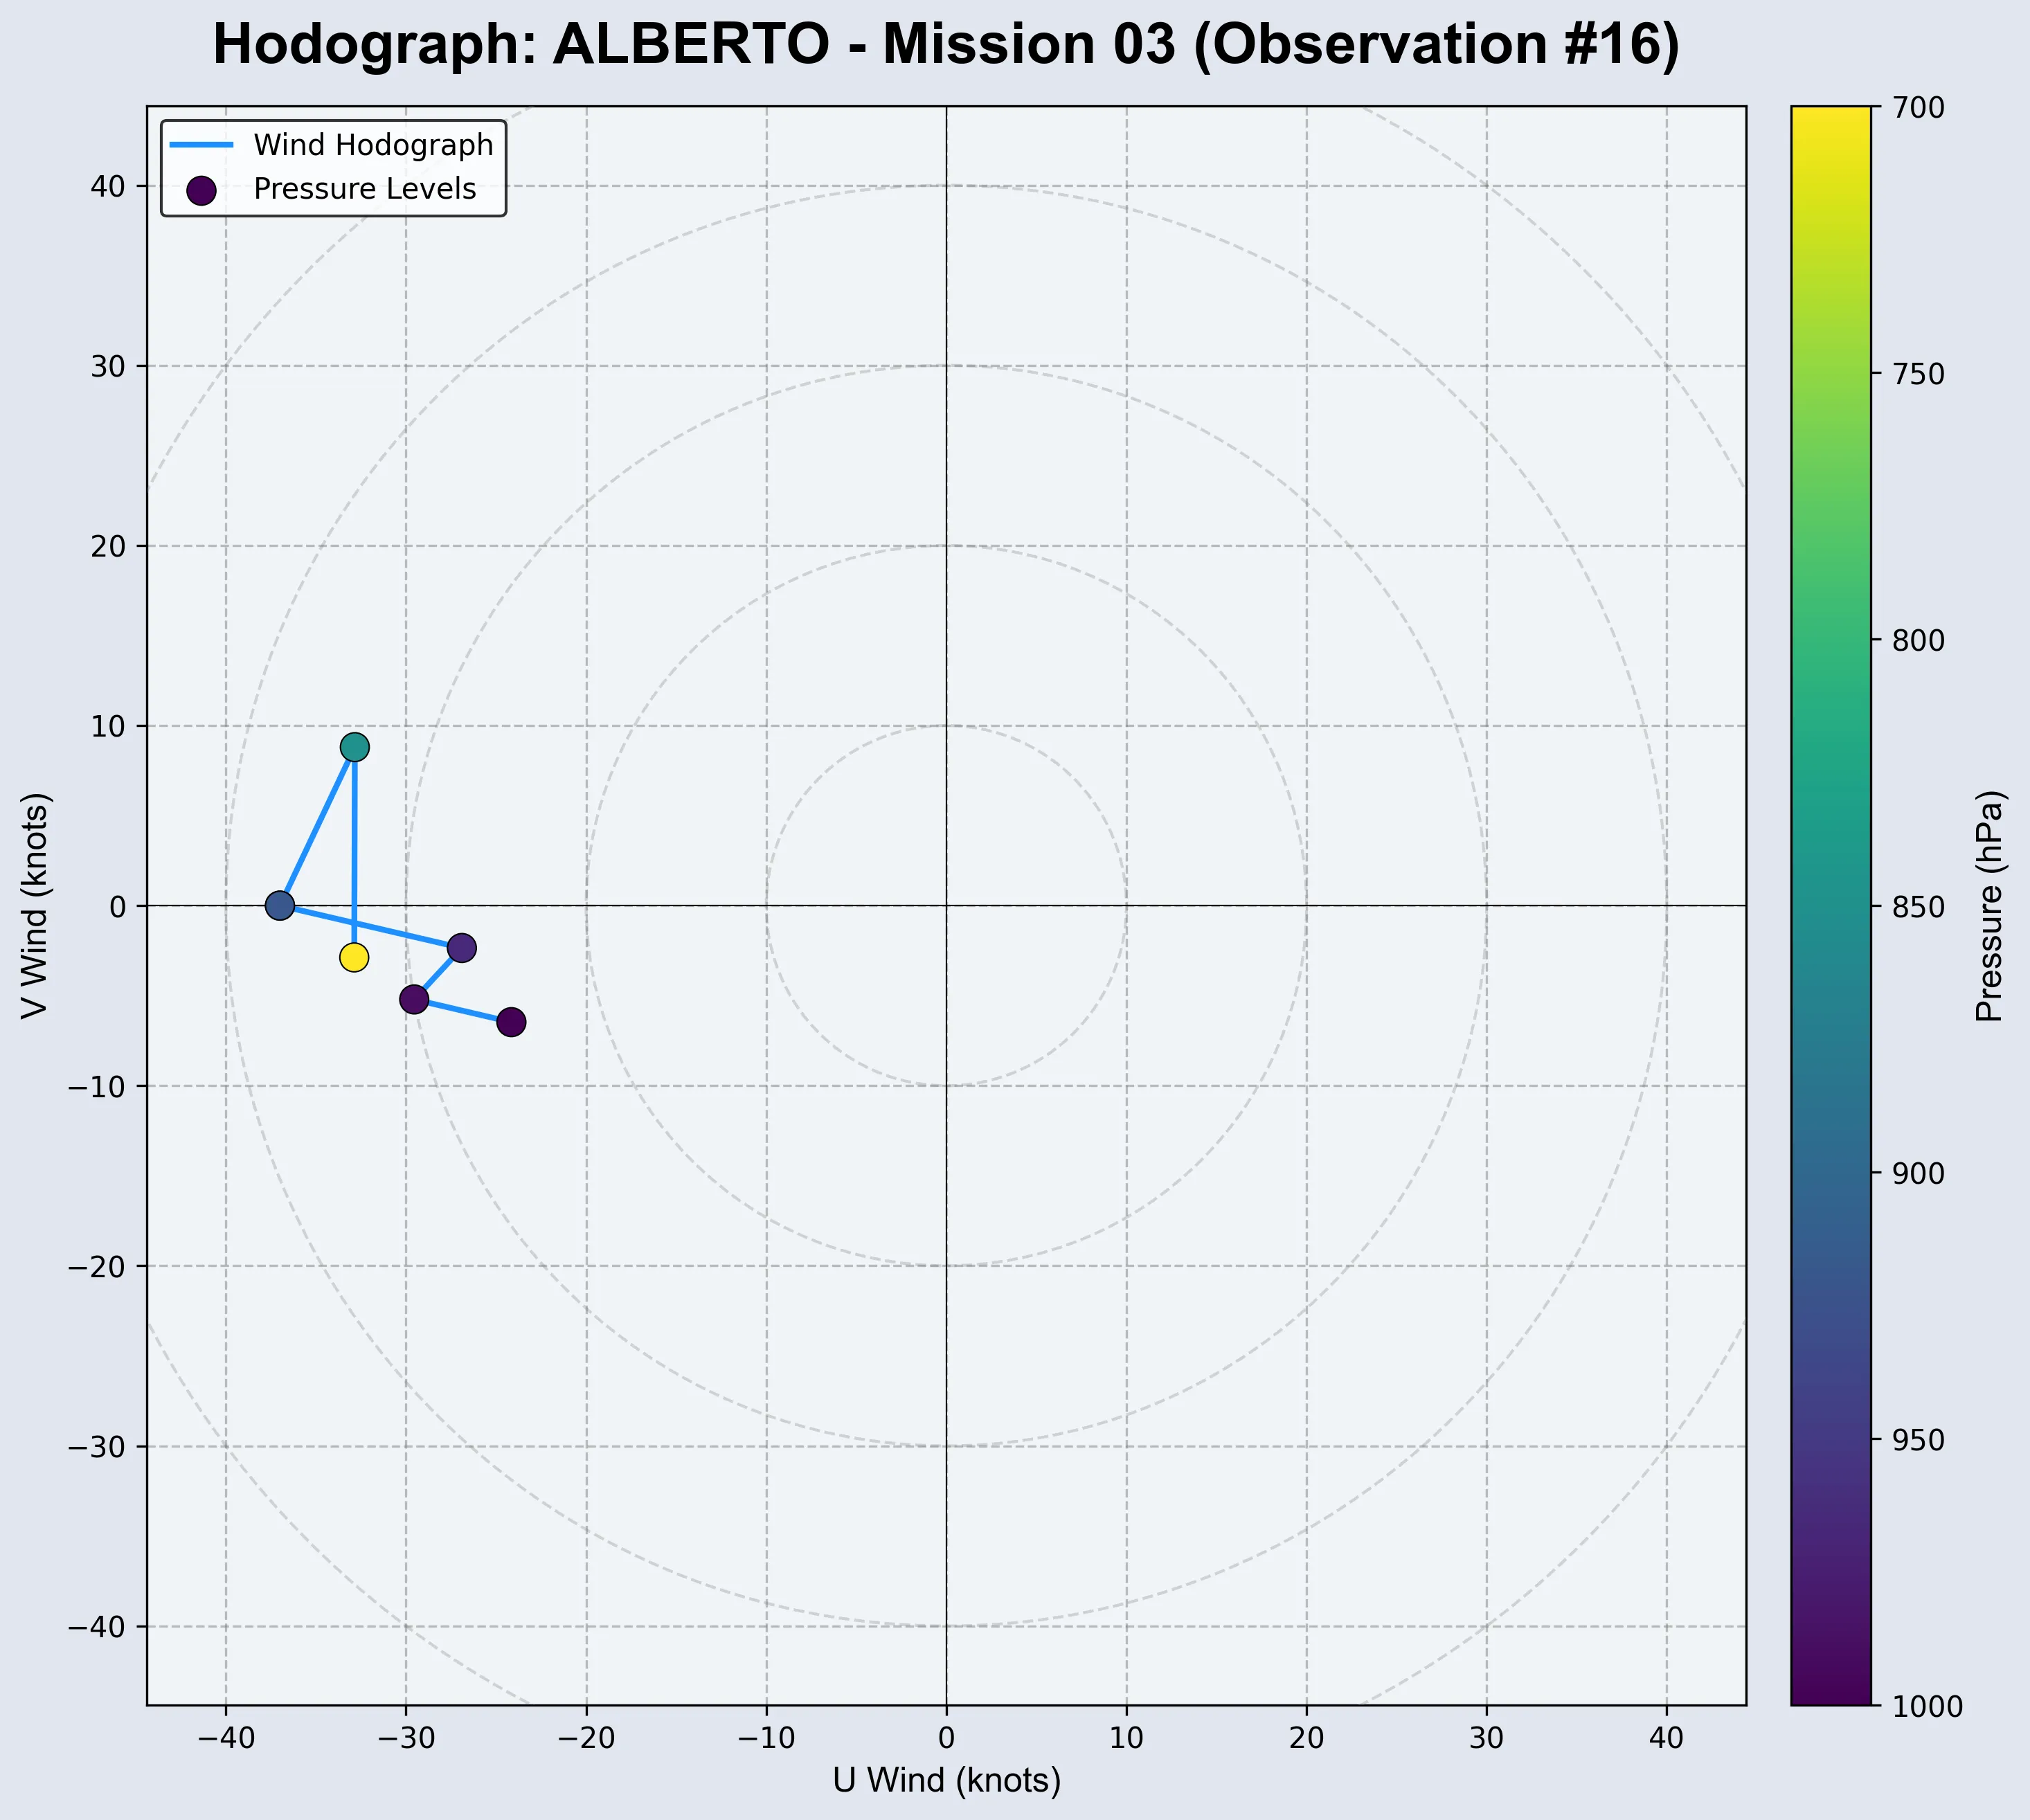 Hodograph: ALBERTO - Mission 03 (Observation #16)
Wind Hodograph
Pressure Levels
40
30
20
10
0
−10
−20
−30
−40
V Wind (knots)
−40 −30 −20 −10 0 10 20 30 40
U Wind (knots)
700
750
800
850
900
950
1000
Pressure (hPa)